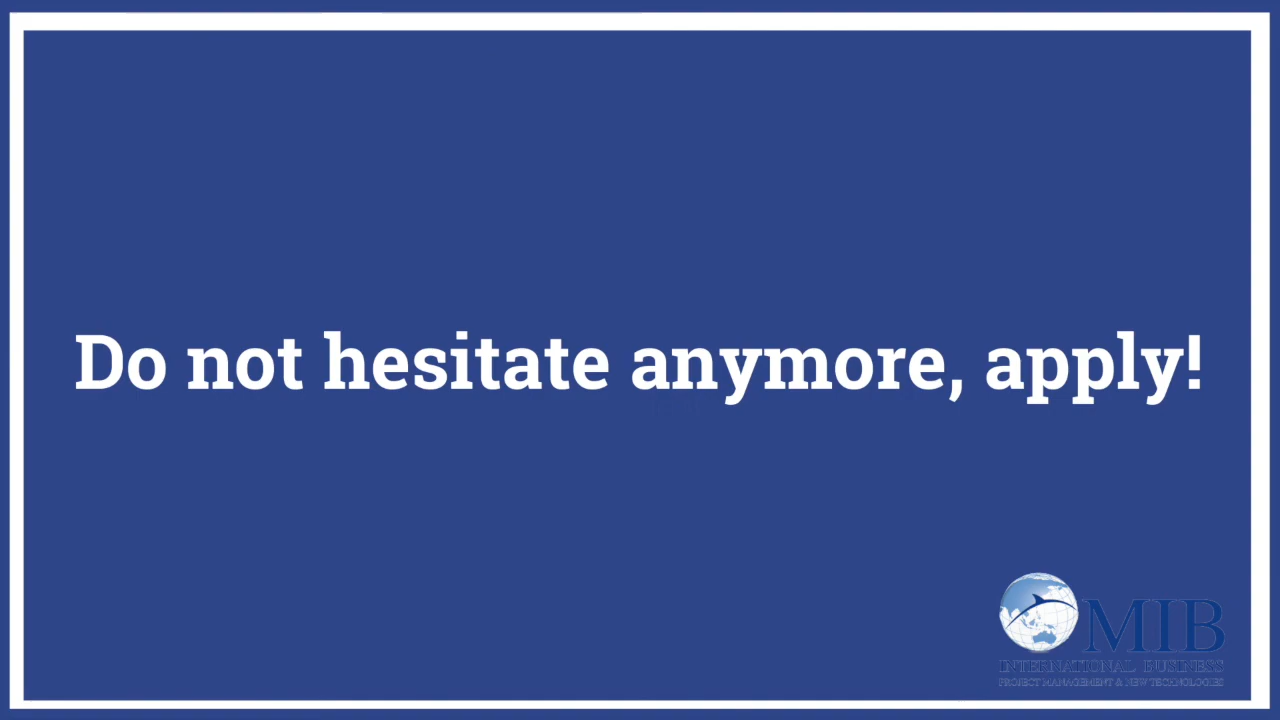 Do not hesitate anymore, apply!
MIB
INTERNATIONAL BUSINESS
PROJECT MANAGEMENT & NEW TECHNOLOGIES